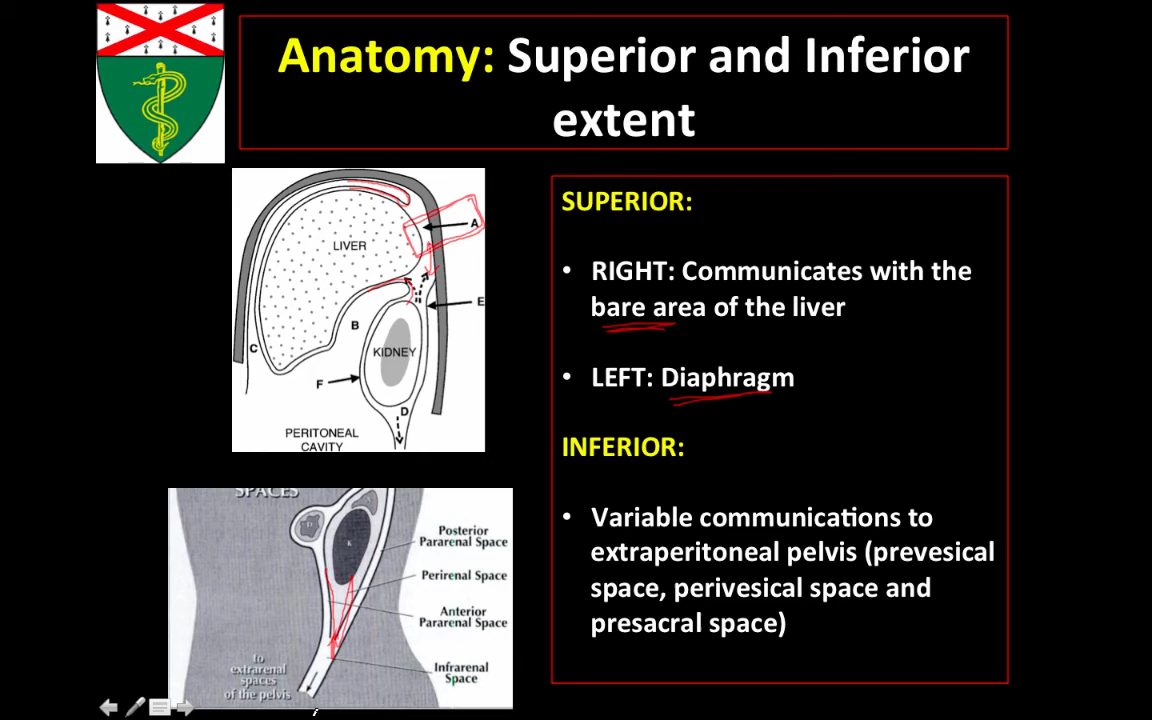 Anatomy: Superior and Inferior
extent
LIVER
A
E
B
KIDNEY
C
F
D
PERITONEAL
CAVITY
SUPERIOR:
• RIGHT: Communicates with the
bare area of the liver
• LEFT: Diaphragm
INFERIOR:
• Variable communications to
extraperitoneal pelvis (prevesical
space, perivesical space and
presacral space)
SPACES
Posterior
Pararenal Space
Perirenal Space
Anterior
Pararenal Space
Infrarenal
Space
to
extrarenal
spaces
of the pelvis